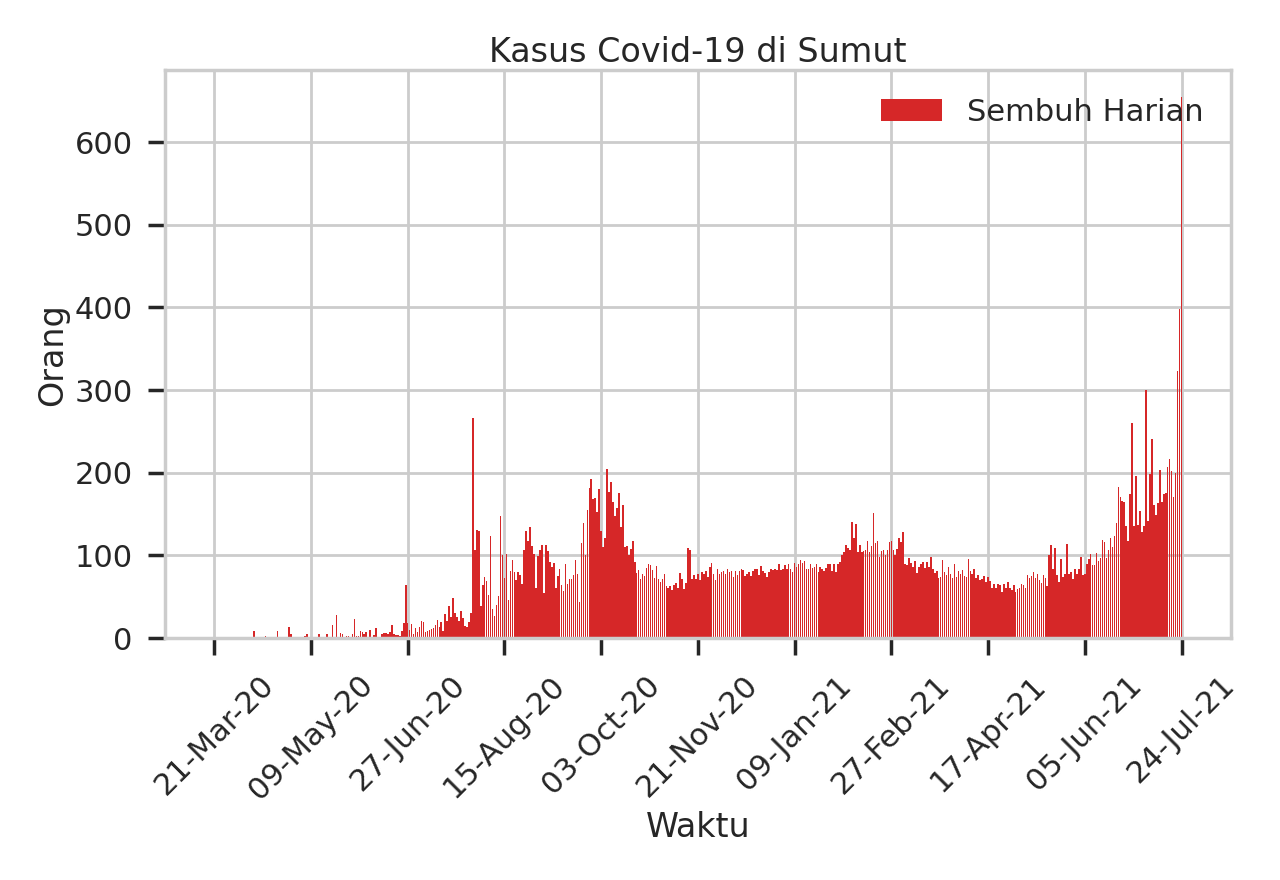 Kasus Covid-19 di Sumut
Sembuh Harian
Orang
600
500
400
300
200
100
0
21-Mar-20
09-May-20
27-Jun-20
15-Aug-20
03-Oct-20
21-Nov-20
09-Jan-21
27-Feb-21
17-Apr-21
05-Jun-21
24-Jul-21
Waktu